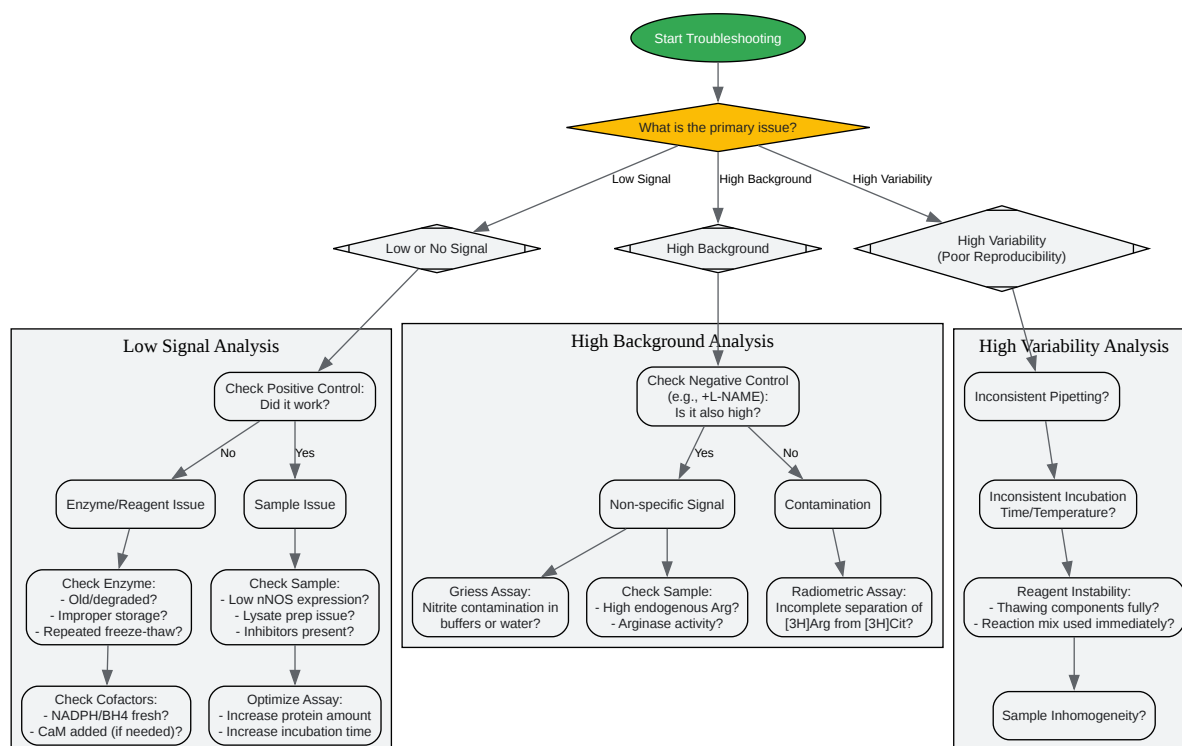 Start Troubleshooting
What is the primary issue?
Low Signal
High Background
High Variability
Low or No Signal
High Background
High Variability
(Poor Reproducibility)
Low Signal Analysis
Check Positive Control:
Did it work?
No
Yes
Enzyme/Reagent Issue
Sample Issue
Check Enzyme:
- Old/degraded?
- Improper storage?
- Repeated freeze-thaw?
Check Sample:
- Low nNOS expression?
- Lysate prep issue?
- Inhibitors present?
Check Cofactors:
- NADPH/BH4 fresh?
- CaM added (if needed)?
Optimize Assay:
- Increase protein amount
- Increase incubation time
High Background Analysis
Check Negative Control
(e.g., +L-NAME):
Is it also high?
Yes
No
Non-specific Signal
Contamination
Griess Assay:
Nitrite contamination in
buffers or water?
Check Sample:
- High endogenous Arg?
- Arginase activity?
Radiometric Assay:
Incomplete separation of
[3H]Arg from [3H]Cit?
High Variability Analysis
Inconsistent Pipetting?
Inconsistent Incubation
Time/Temperature?
Reagent Instability:
- Thawing components fully?
- Reaction mix used immediately?
Sample Inhomogeneity?